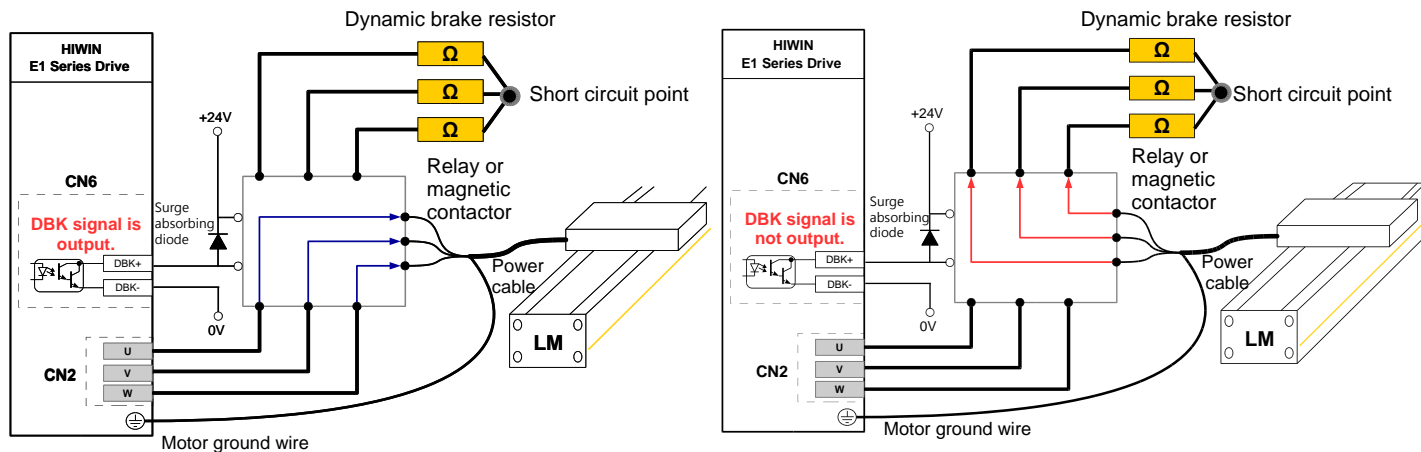 Dynamic brake resistor
HIWIN
E1 Series Drive
Ω
Ω
Ω
Short circuit point
+24V
CN6
Relay or
magnetic
contactor
DBK signal is
output.
Surge
absorbing
diode
DBK+
DBK-
Power
cable
0V
LM
CN2
U
V
W
Motor ground wire
Dynamic brake resistor
HIWIN
E1 Series Drive
Ω
Ω
Ω
Short circuit point
+24V
CN6
Relay or
magnetic
contactor
DBK signal is
not output.
Surge
absorbing
diode
DBK+
DBK-
Power
cable
0V
LM
CN2
U
V
W
Motor ground wire